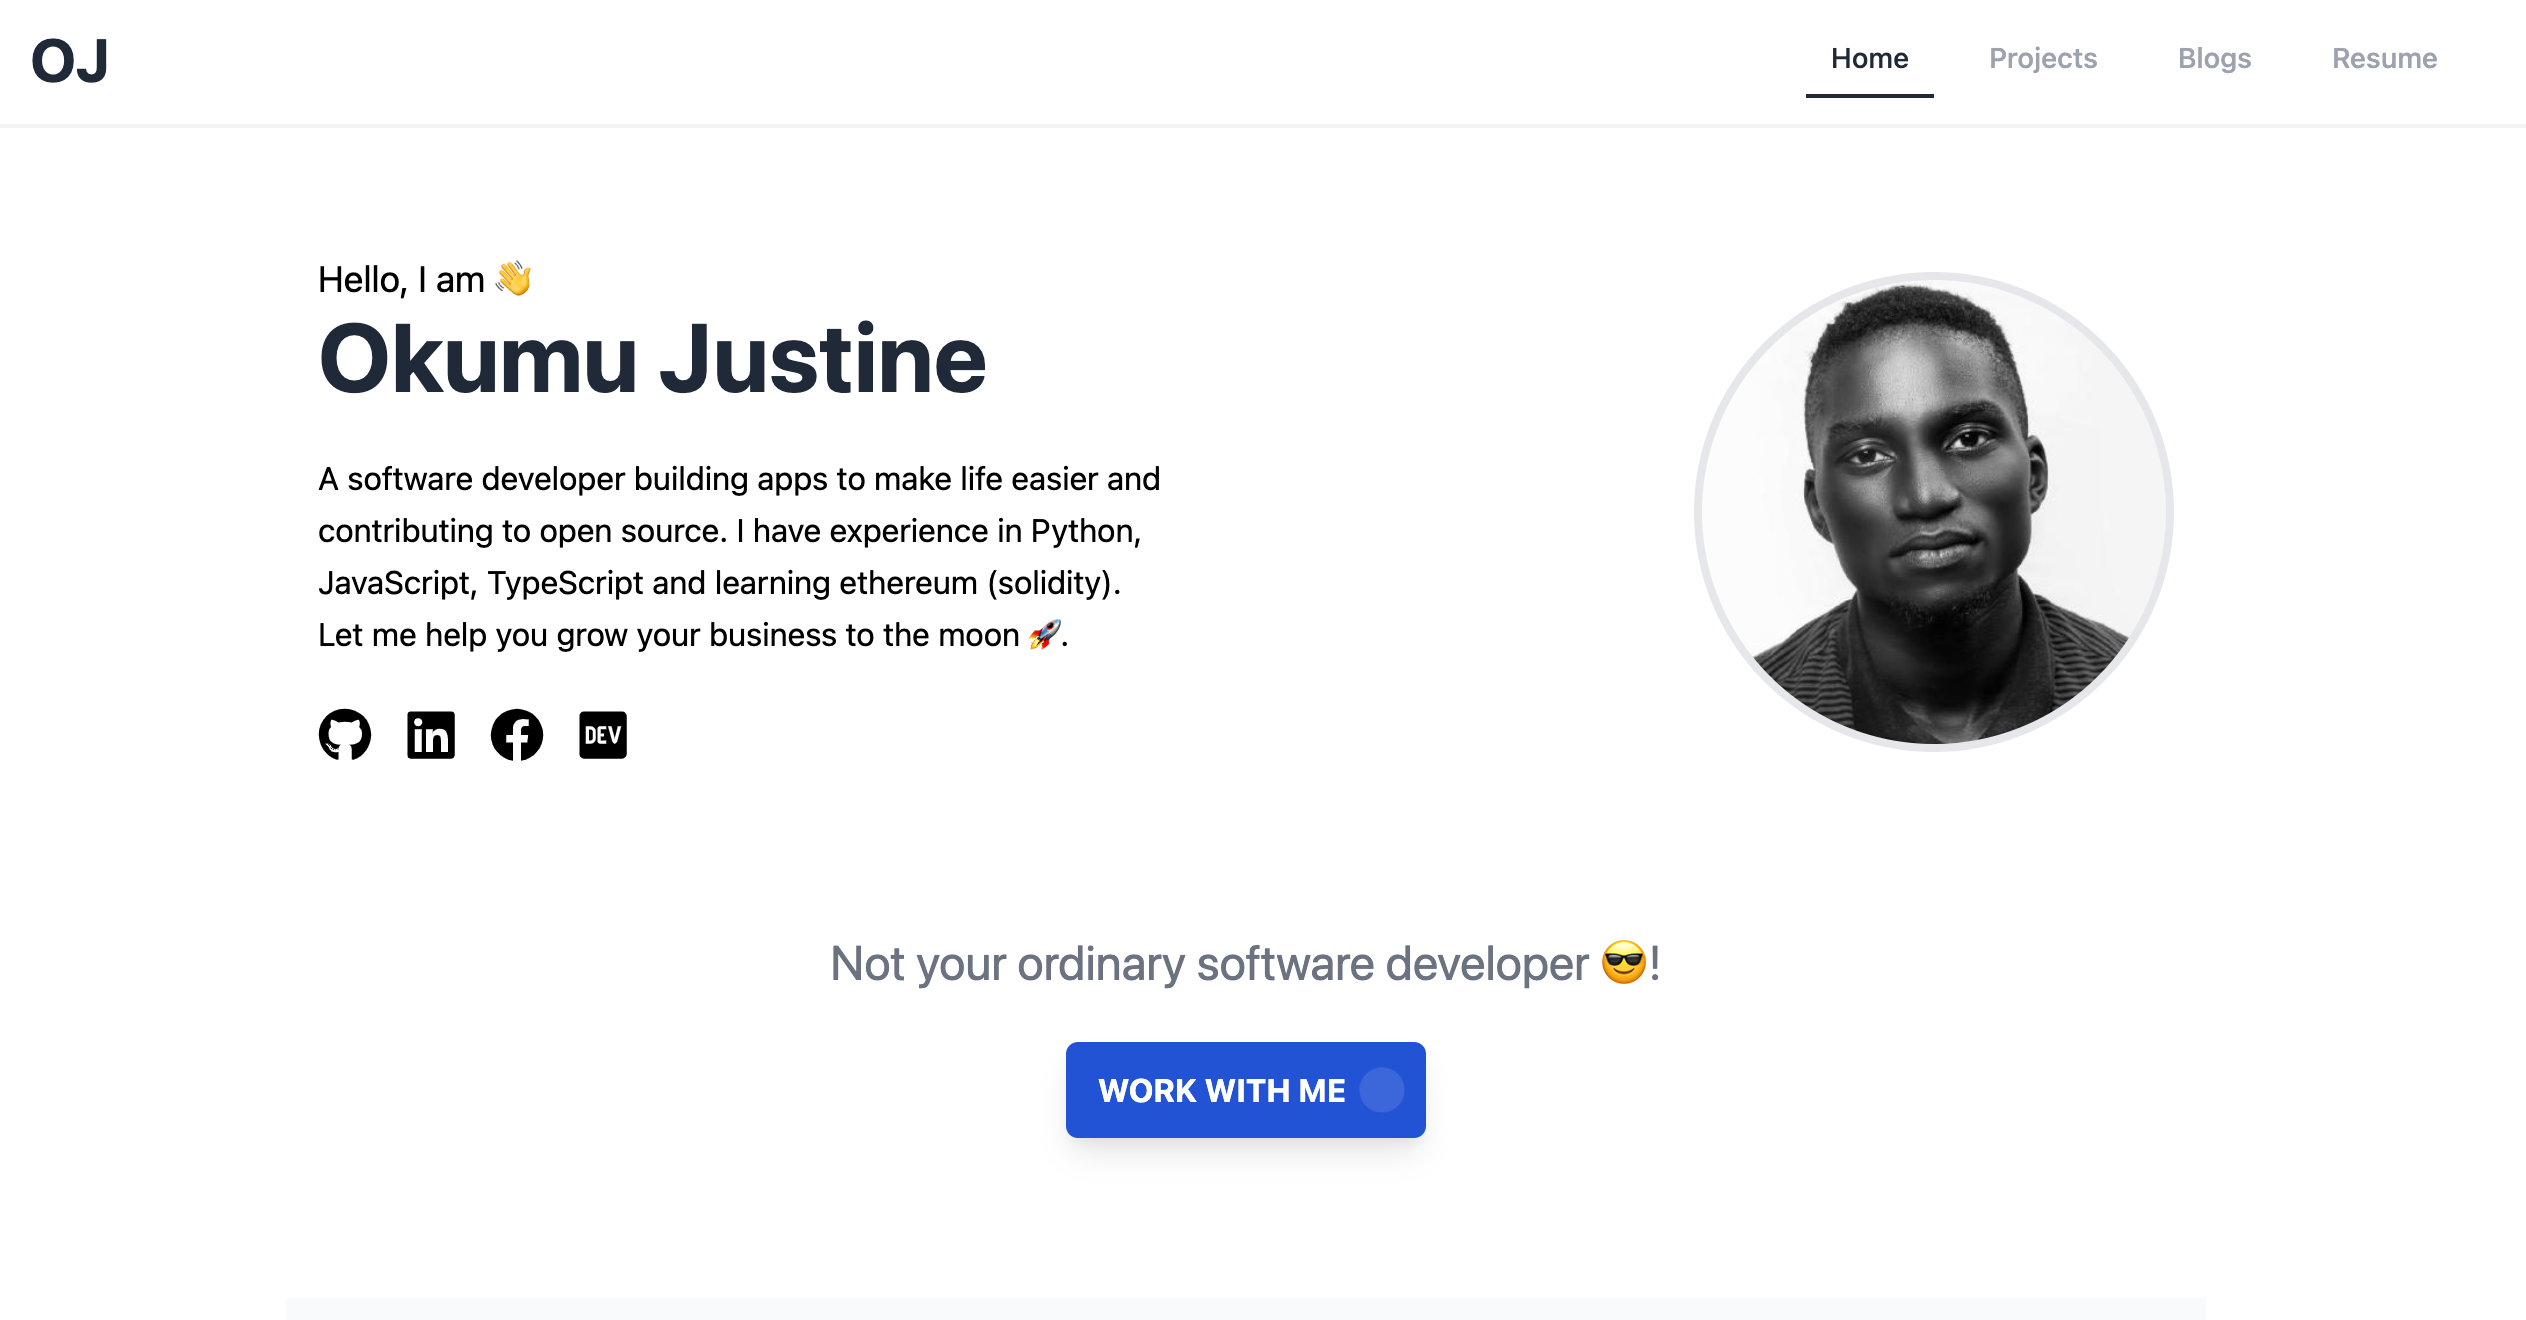 OJ
Home Projects Blogs Resume
Hello, I am 👋
Okumu Justine
A software developer building apps to make life easier and
contributing to open source. I have experience in Python,
JavaScript, TypeScript and learning ethereum (solidity).
Let me help you grow your business to the moon 🚀.
in
DEV
Not your ordinary software developer 😎!
WORK WITH ME